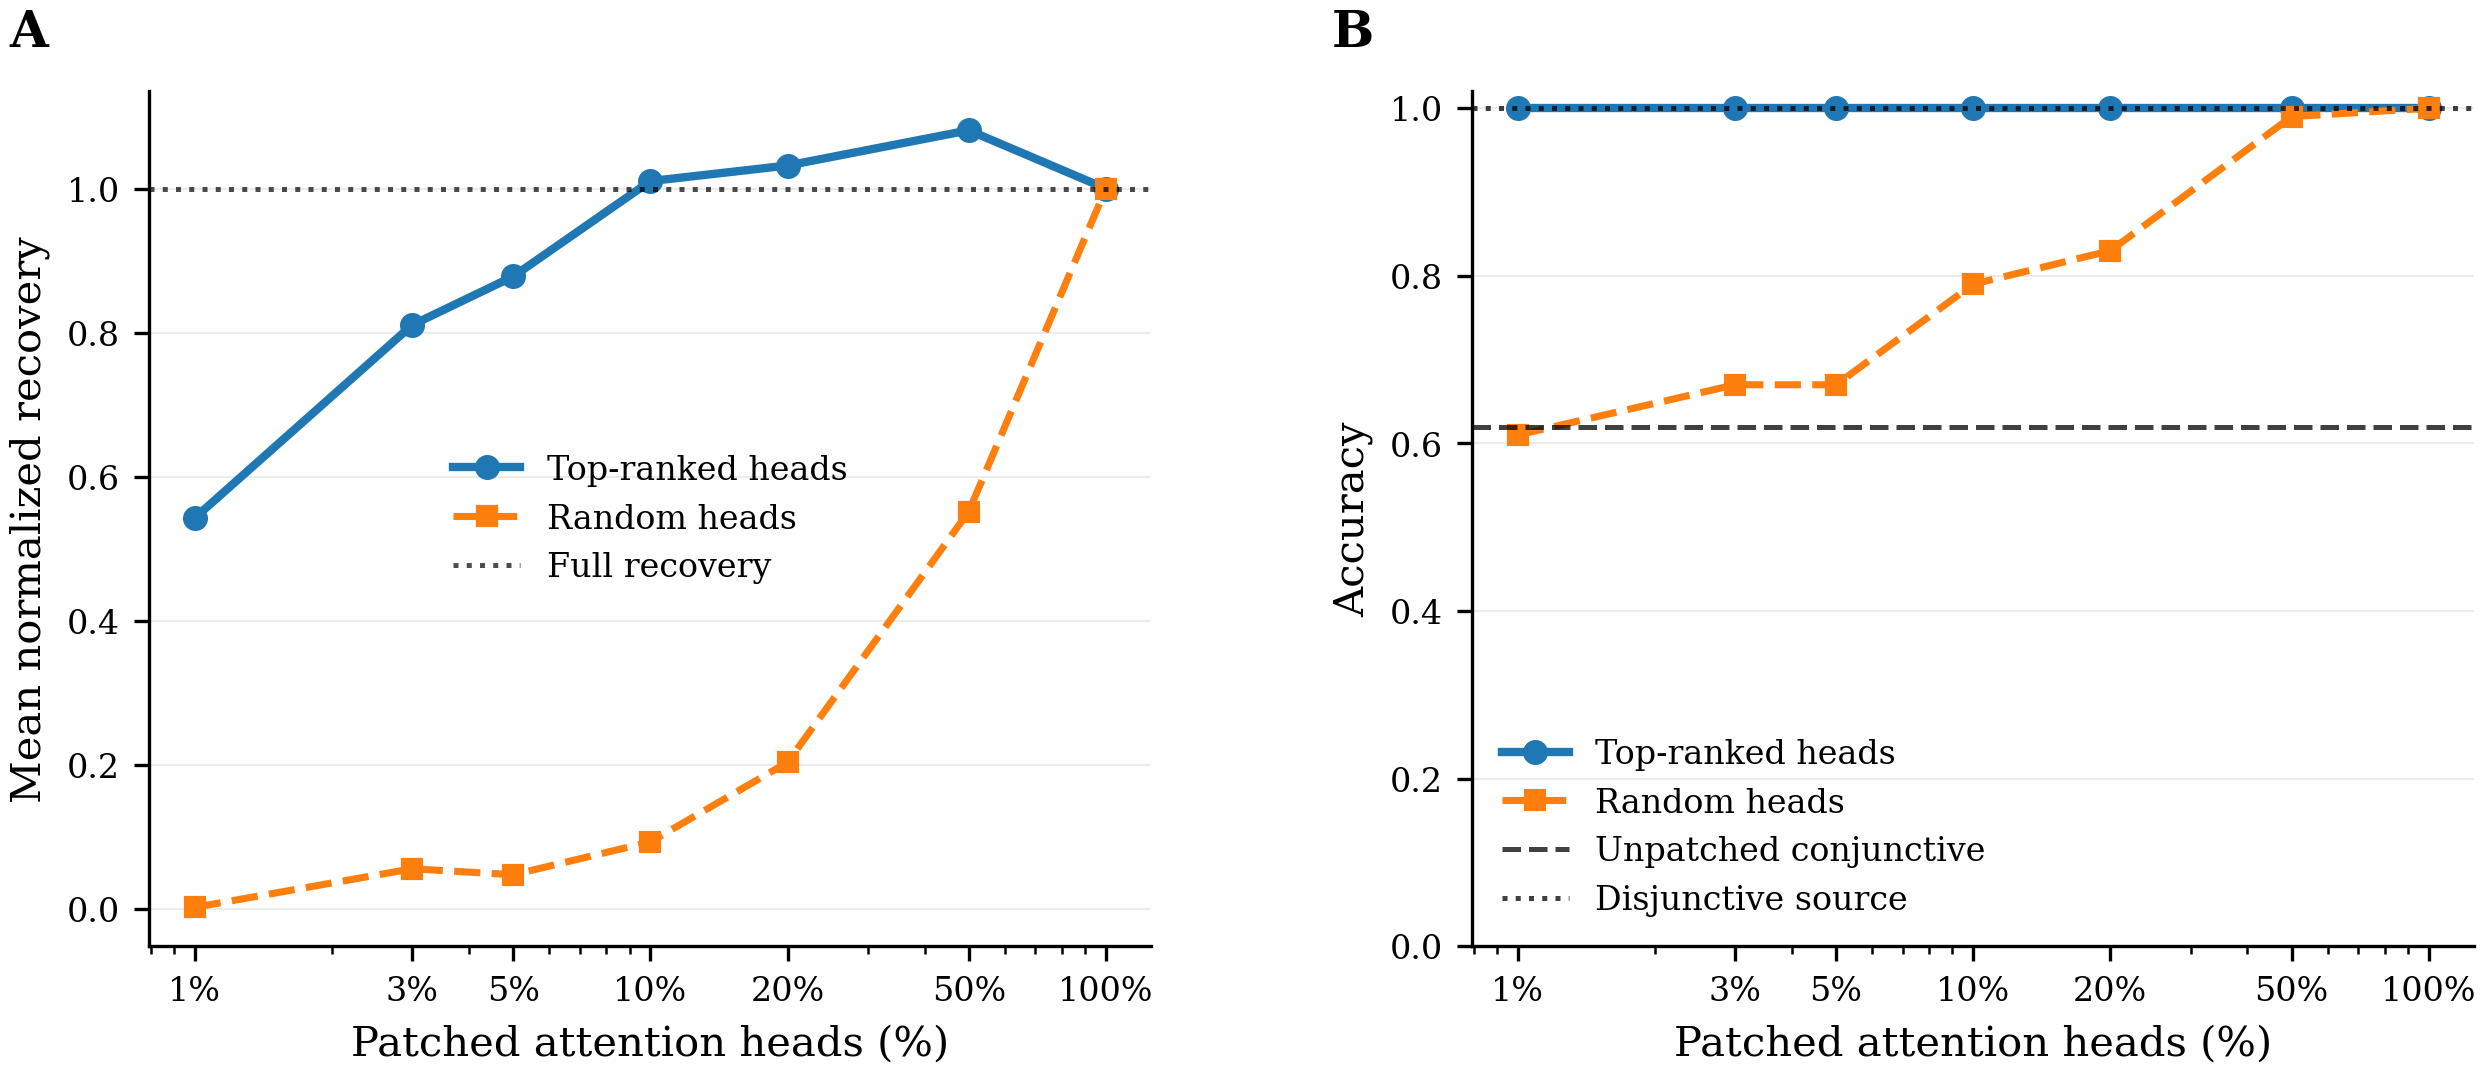 A
Mean normalized recovery
1.0
0.8
0.6
0.4
0.2
0.0
Top-ranked heads
Random heads
Full recovery
1% 3% 5% 10% 20% 50% 100%
Patched attention heads (%)
B
Accuracy
1.0
0.8
0.6
0.4
0.2
0.0
Top-ranked heads
Random heads
Unpatched conjunctive
Disjunctive source
1% 3% 5% 10% 20% 50% 100%
Patched attention heads (%)